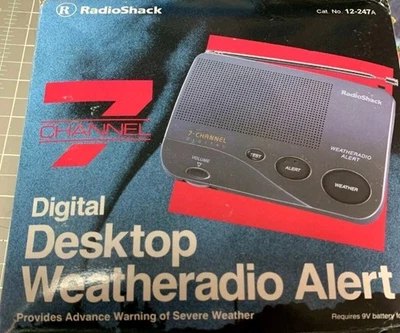 R RadioShack
Cat. No. 12-247A
7
CHANNEL
RadioShack
7-CHANNEL
WEATHERADIO
ALERT
VOLUME
TEST
ALERT
WEATHER
Digital
Desktop
Weatheradio Alert
Provides Advance Warning of Severe Weather
Requires 9V battery